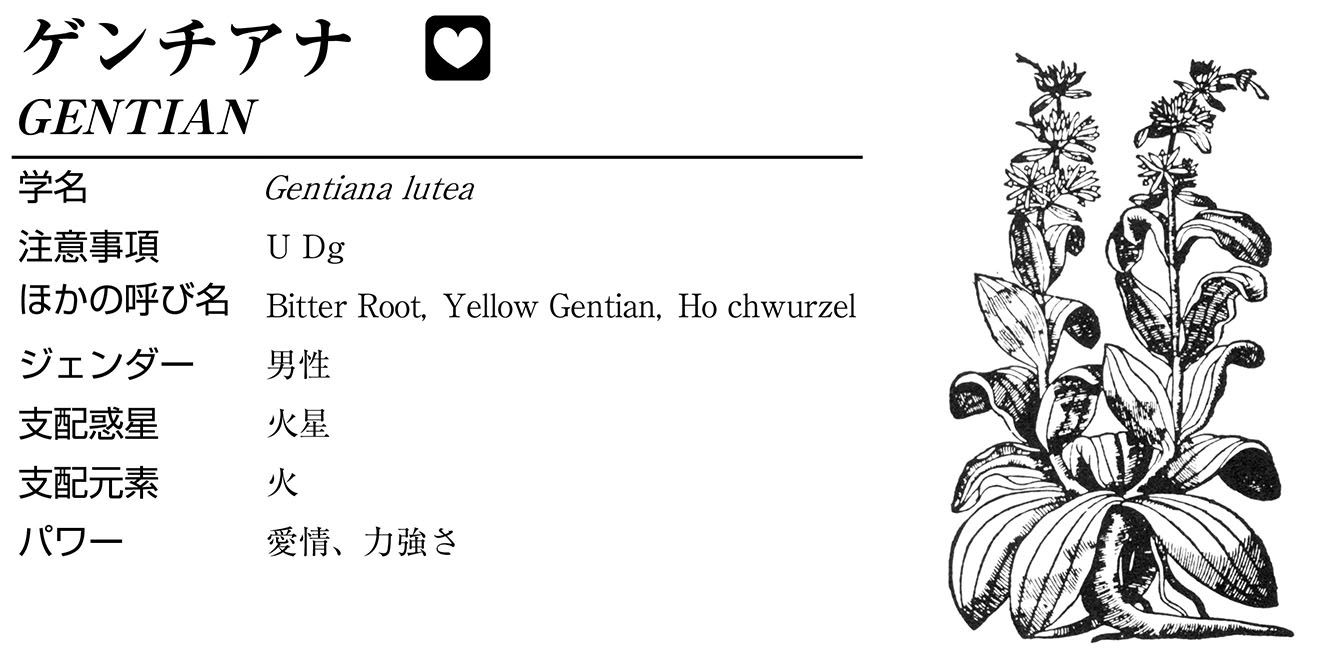 ゲンチアナ
GENTIAN
学名 Gentiana lutea
注意事項 U Dg
ほかの呼び名 Bitter Root, Yellow Gentian, Ho chwurzel
ジェンダー 男性
支配惑星 火星
支配元素 火
パワー 愛情、力強さ